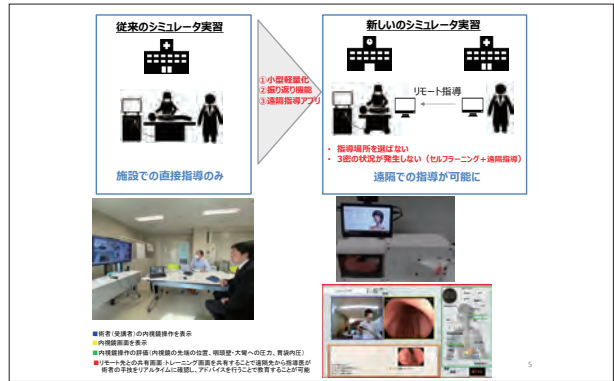 従来のシミュレータ実習
施設での直接指導のみ
①小型軽量化
②振り返り機能
③遠隔指導アプリ
新しいのシミュレータ実習
リモート指導
・ 指導場所を選ばない
・ 3密の状況が発生しない（セルフラーニング＋遠隔指導）
遠隔での指導が可能に
■術者（受講者）の内視鏡操作を表示
■内視鏡画面を表示
■内視鏡操作の評価（内視鏡の先端の位置、咽頭壁・大彎への圧力、胃袋内圧）
■リモート先との共有画面：トレーニング画面を共有することで遠隔先から指導医が
術者の手技をリアルタイムに確認し、アドバイスを行うことで教育することが可能
5